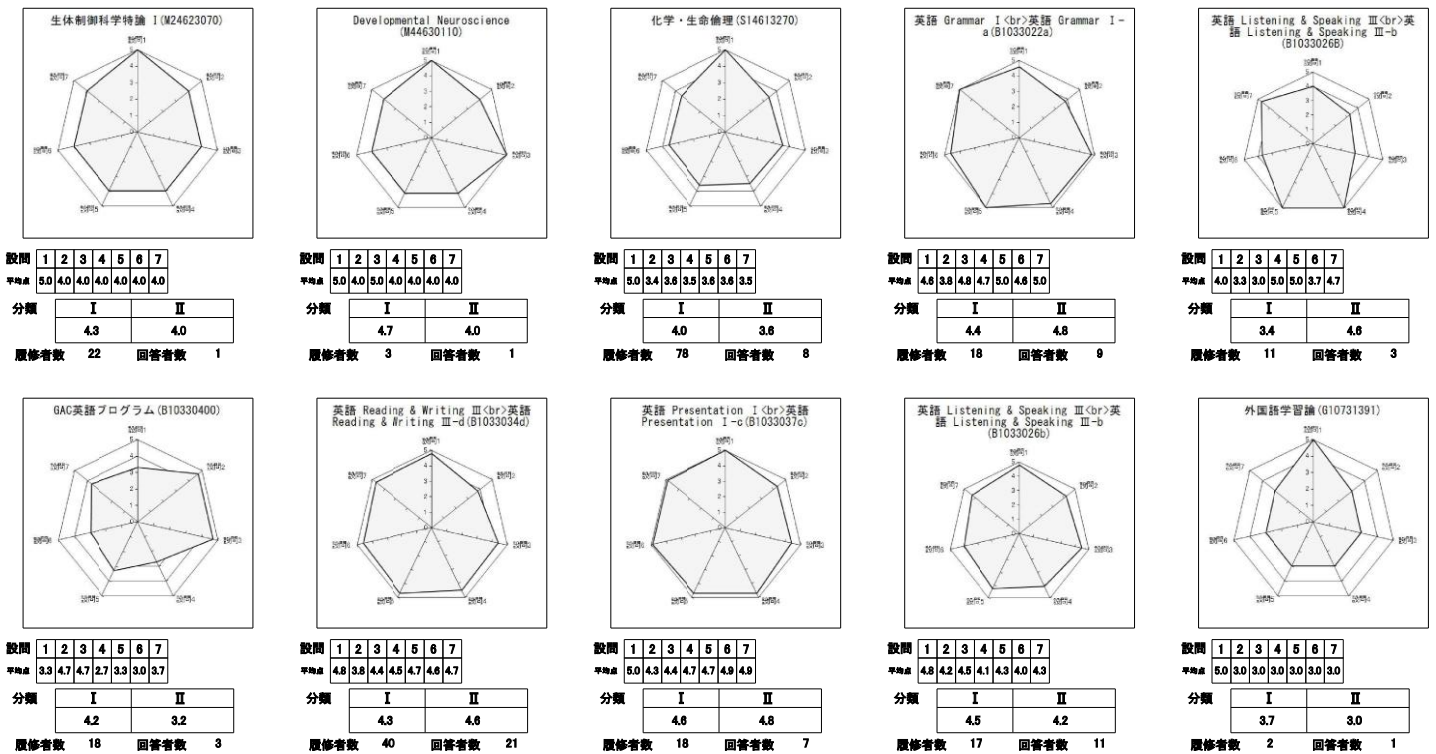 生体制御科学特論 I(M24623070)
設問 1 2 3 4 5 6 7
平均点 5.0 4.0 4.0 4.0 4.0 4.0 4.0
分類 I II
4.3 4.0
履修者数 22 回答者数 1
Developmental Neuroscience
(M44630110)
設問 1 2 3 4 5 6 7
平均点 5.0 4.0 5.0 4.0 4.0 4.0 4.0
分類 I II
4.7 4.0
履修者数 3 回答者数 1
化学・生命倫理(S14613270)
設問 1 2 3 4 5 6 7
平均点 5.0 3.4 3.6 3.5 3.6 3.6 3.5
分類 I II
4.0 3.6
履修者数 78 回答者数 8
英語 Grammar Ⅰ<br>英語 Grammar Ⅰ-
a(B1033022a)
設問 1 2 3 4 5 6 7
平均点 4.6 3.8 4.8 4.7 5.0 4.6 5.0
分類 I II
4.4 4.8
履修者数 18 回答者数 9
英語 Listening & Speaking Ⅲ<br>英
語 Listening & Speaking Ⅲ-b
(B1033026B)
設問 1 2 3 4 5 6 7
平均点 4.0 3.3 3.0 5.0 5.0 3.7 4.7
分類 I II
3.4 4.6
履修者数 11 回答者数 3
GAC英語プログラム(B10330400)
設問 1 2 3 4 5 6 7
平均点 3.3 4.7 4.7 2.7 3.3 3.0 3.7
分類 I II
4.2 3.2
履修者数 18 回答者数 3
英語 Reading & Writing Ⅲ<br>英語
Reading & Writing Ⅲ-d(B1033034d)
設問 1 2 3 4 5 6 7
平均点 4.8 3.8 4.4 4.5 4.7 4.6 4.7
分類 I II
4.3 4.6
履修者数 40 回答者数 21
英語 Presentation Ⅰ<br>英語
Presentation Ⅰ-c(B1033037c)
設問 1 2 3 4 5 6 7
平均点 5.0 4.3 4.4 4.7 4.7 4.9 4.9
分類 I II
4.6 4.8
履修者数 18 回答者数 7
英語 Listening & Speaking Ⅲ<br>英
語 Listening & Speaking Ⅲ-b
(B1033026b)
設問 1 2 3 4 5 6 7
平均点 4.8 4.2 4.5 4.1 4.3 4.0 4.3
分類 I II
4.5 4.2
履修者数 17 回答者数 11
外国語学習論(G10731391)
設問 1 2 3 4 5 6 7
平均点 5.0 3.0 3.0 3.0 3.0 3.0 3.0
分類 I II
3.7 3.0
履修者数 2 回答者数 1